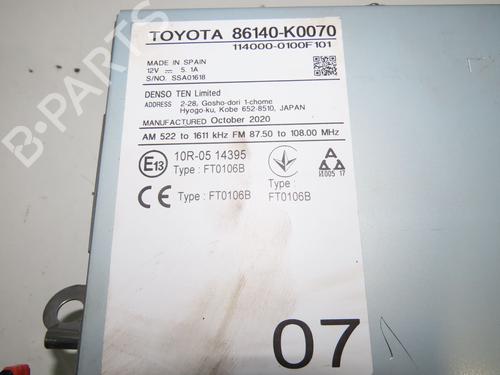 TOYOTA 86140-K0070
114000-0100F101
MADE IN SPAIN
12V ⎓ 5.1A
S/NO. SSA01618
DENSO TEN Limited
ADDRESS 2-28, Gosho-dori 1-chome
Hyogo-ku, Kobe 652-8510, JAPAN
MANUFACTURED October 2020
AM 522 to 1611 kHz FM 87.50 to 108.00 MHz
E13 10R-05 14395
Type : FT0106B
CE Type : FT0106B
Type :
FT0106B
005 17
07
B-PARTS